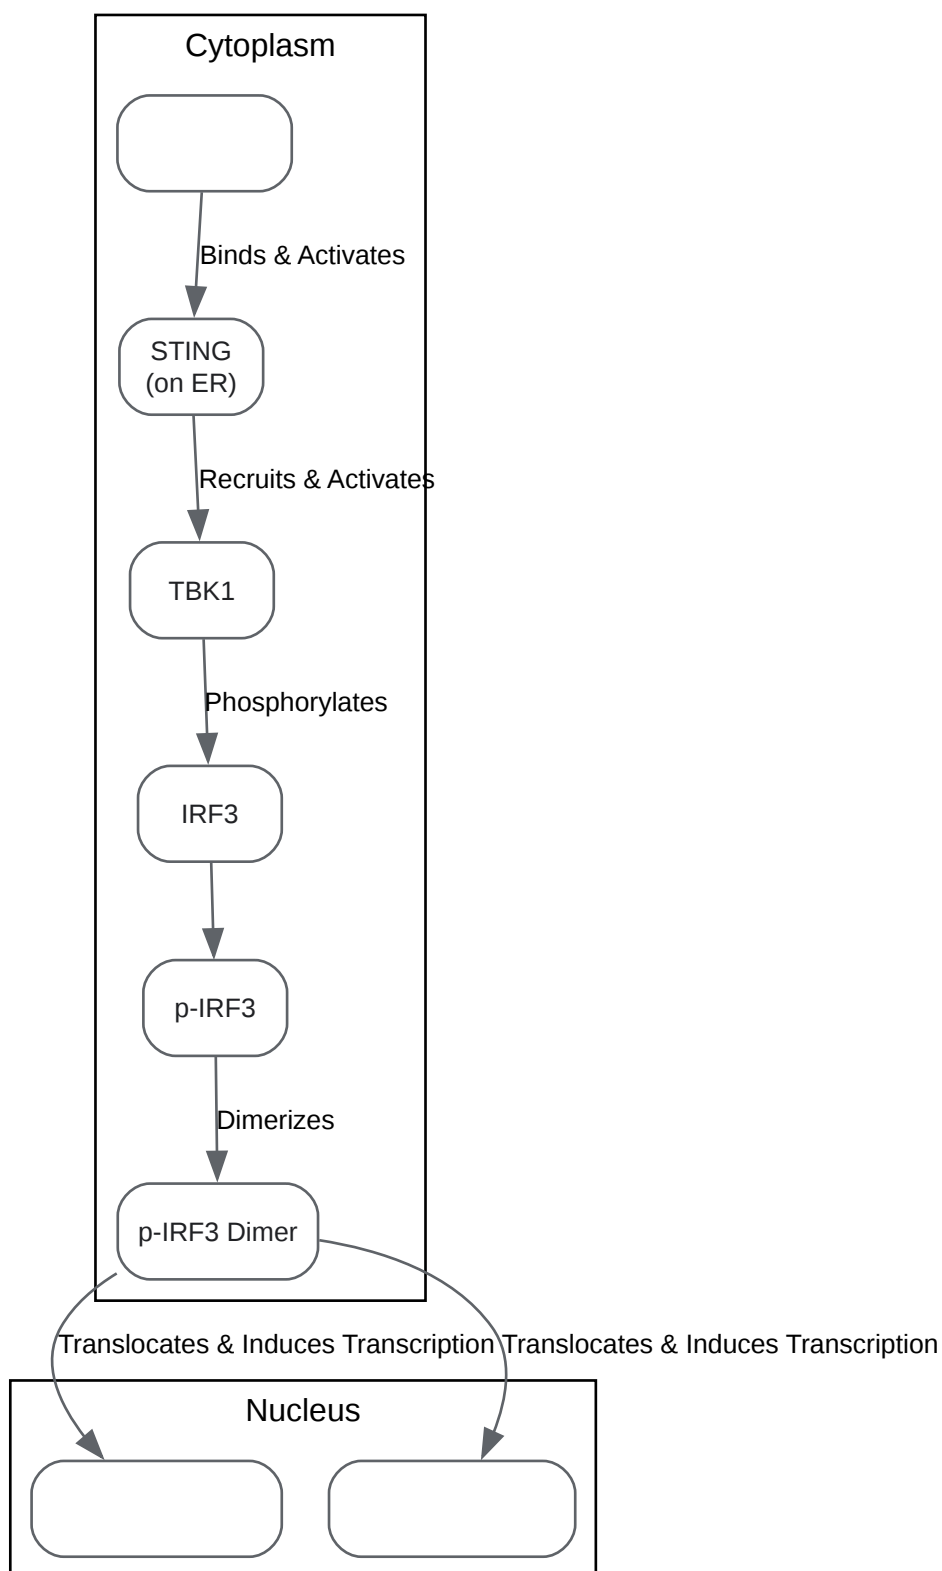 Cytoplasm
Binds & Activates
STING
(on ER)
Recruits & Activates
TBK1
Phosphorylates
IRF3
p-IRF3
Dimerizes
p-IRF3 Dimer
Translocates & Induces Transcription
Translocates & Induces Transcription
Nucleus